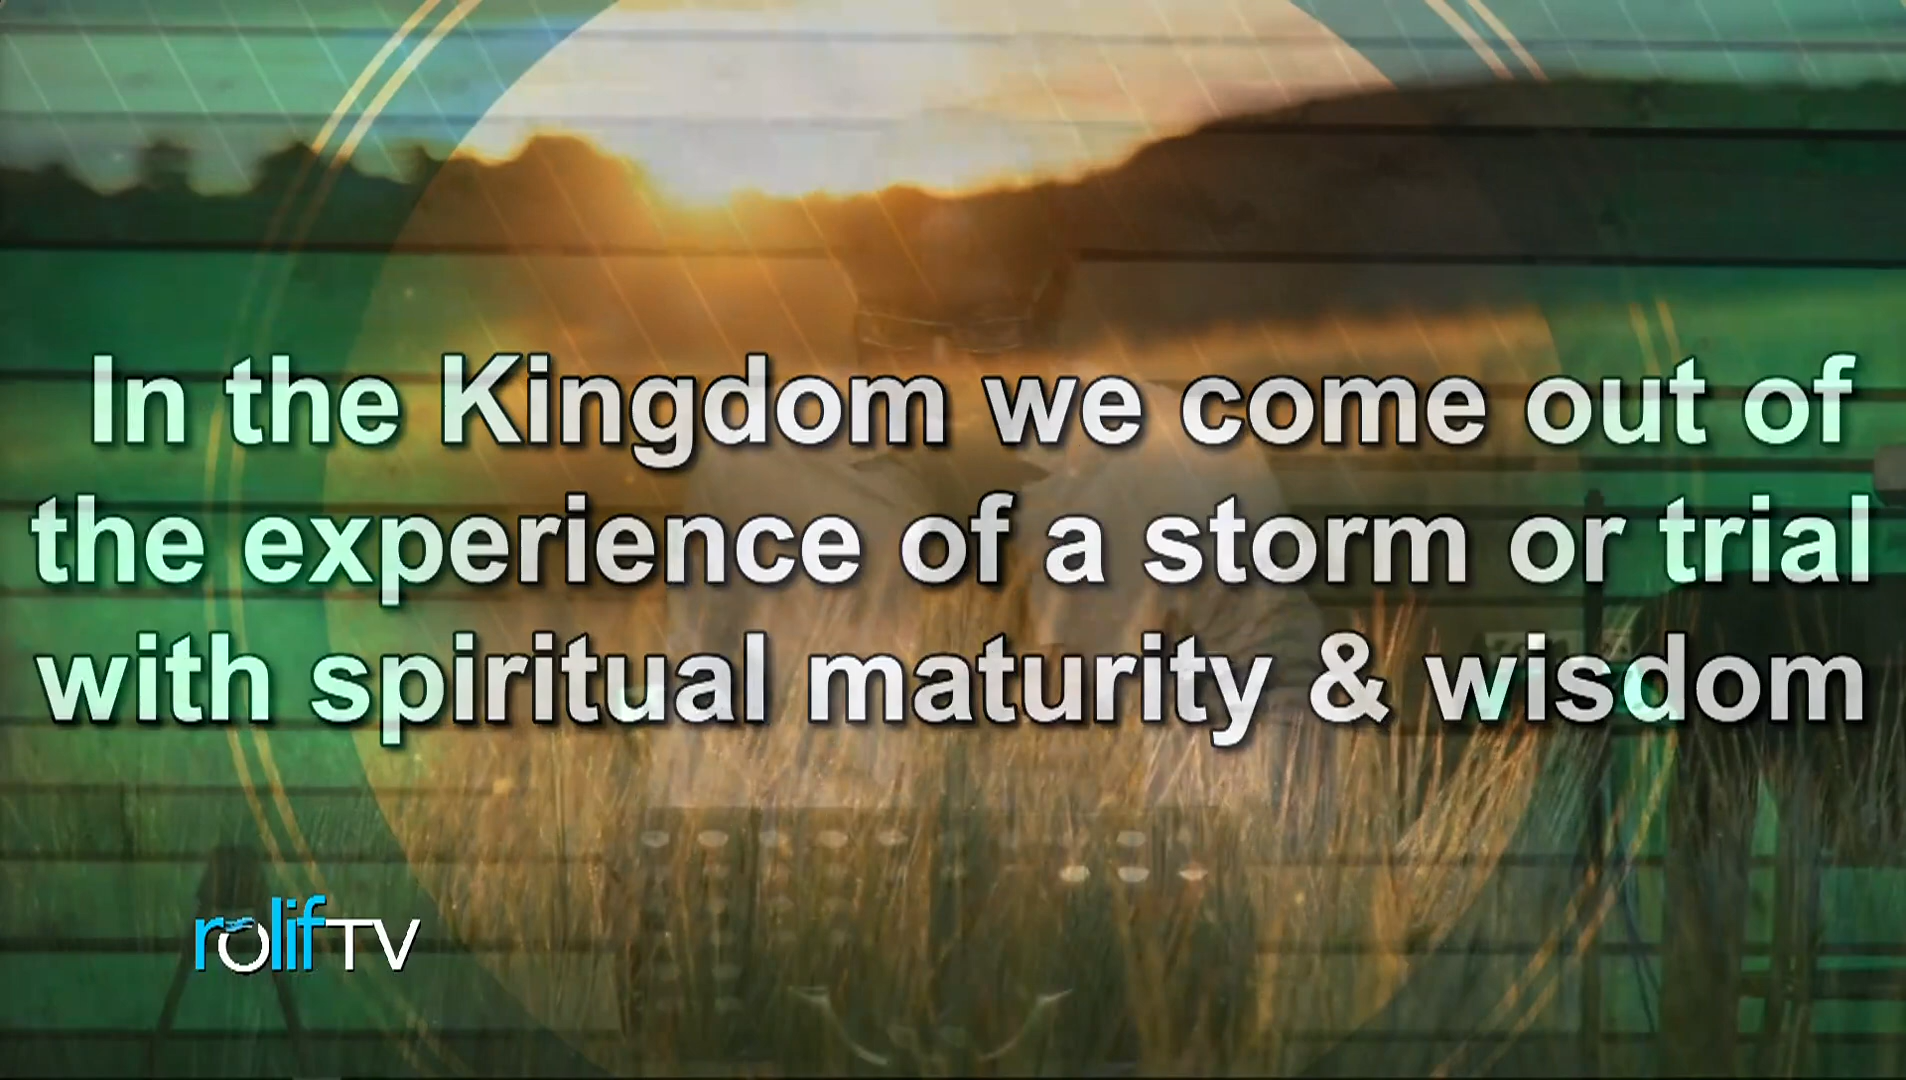 In the Kingdom we come out of
the experience of a storm or trial
with spiritual maturity & wisdom
rolifTV